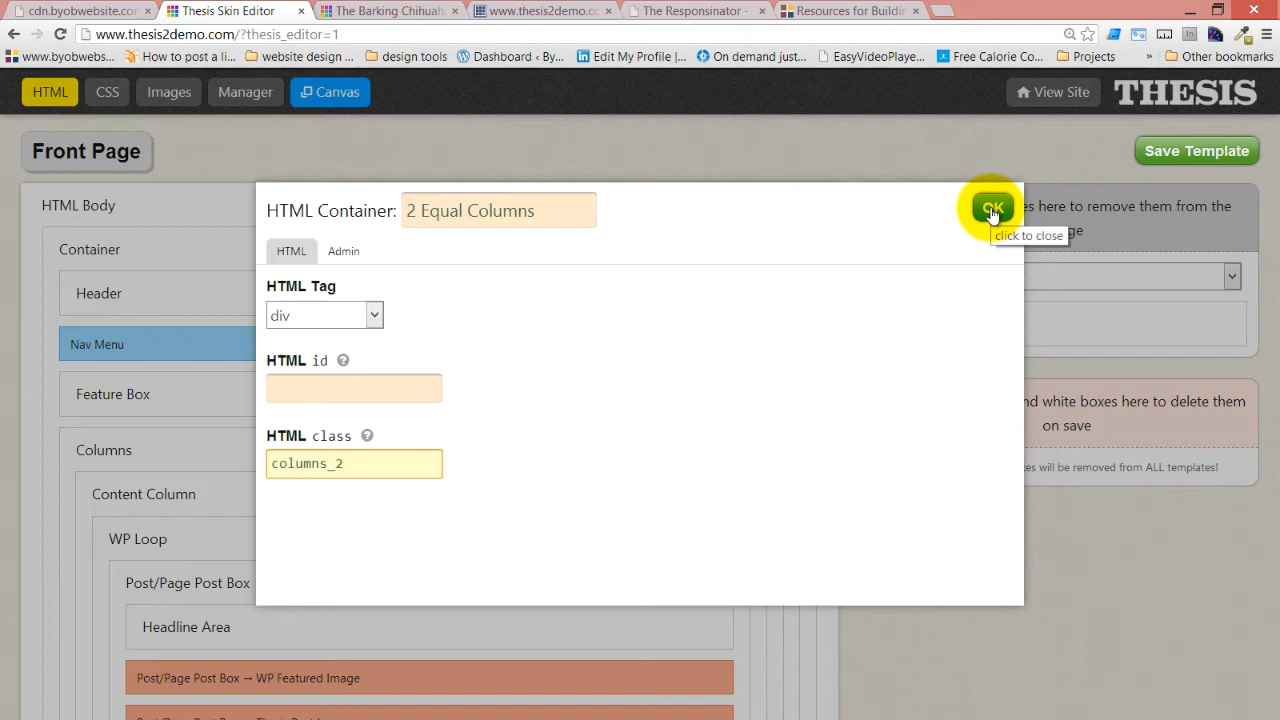 cdn.byobwebsite.co
Thesis Skin Editor
The Barking Chihuah
www.thesis2demo.co
The Responsinator -
Resources for Buildin
www.thesis2demo.com/?thesis_editor=1
www.byobwebs...
How to post a li...
website design ...
design tools
Dashboard ‹ By...
Edit My Profile |...
On demand just...
EasyVideoPlaye...
Free Calorie Co...
Projects
»
Other bookmarks
HTML
CSS
Images
Manager
Canvas
View Site
THESIS
Front Page
Save Template
HTML Body
Container
Header
Nav Menu
Feature Box
Columns
Content Column
WP Loop
Post/Page Post Box
Headline Area
Post/Page Post Box → WP Featured Image
HTML Container: 2 Equal Columns
OK
click to close
HTML
Admin
HTML Tag
div
HTML id ?
HTML class ?
columns_2
es here to remove them from the
ge
nd white boxes here to delete them
on save
xes will be removed from ALL templates!